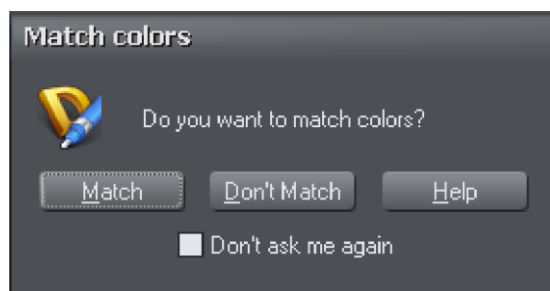 Match colors
Do you want to match colors?
Match Don't Match Help
Don't ask me again